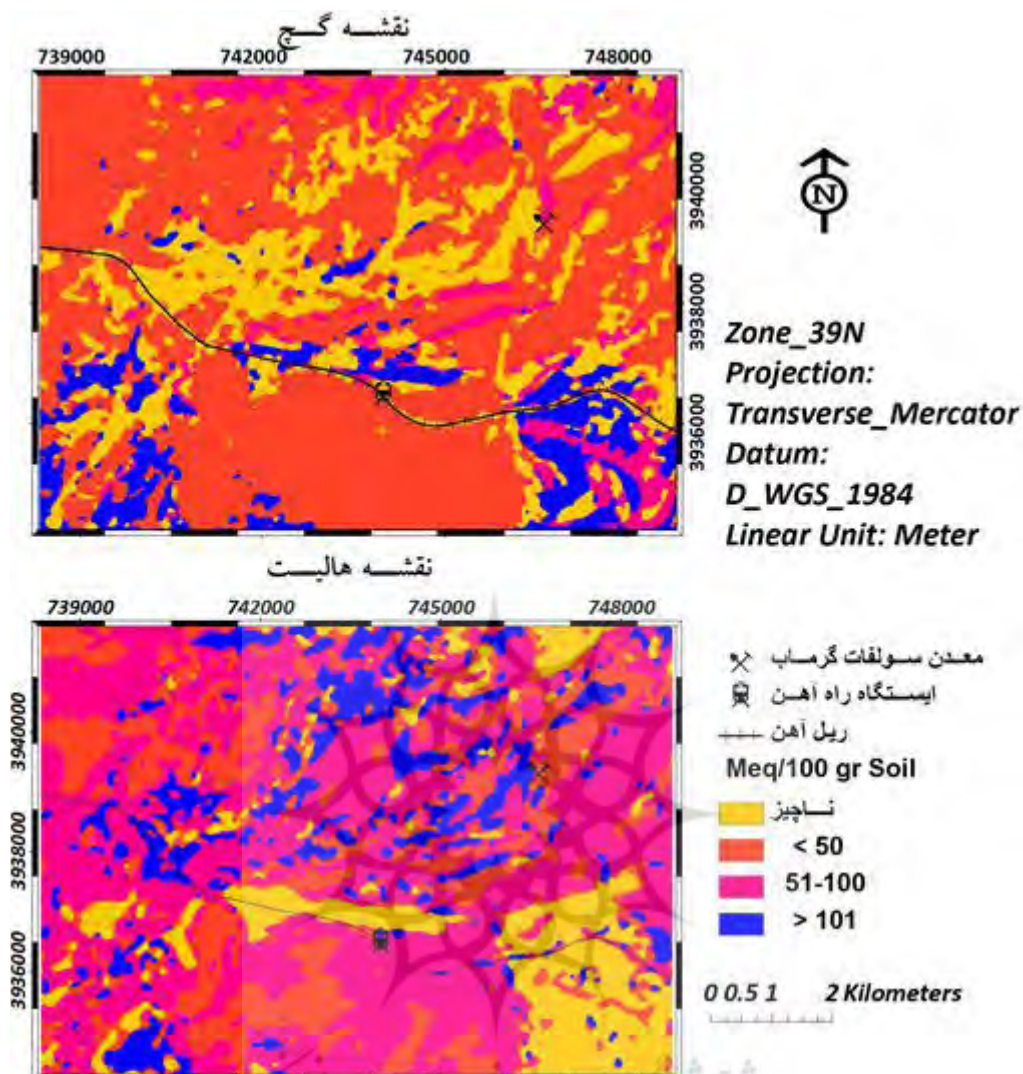 نقشه گچ
739000 742000 745000 748000
3940000
3938000
3936000
N
Zone_39N
Projection:
Transverse_Mercator
Datum:
D_WGS_1984
Linear Unit: Meter
نقشه هالیت
739000 742000 745000 748000
3940000
3938000
3936000
معدن سولفات گرماب
ایستگاه راه آهن
ریل آهن
Meq/100 gr Soil
ناچیز
< 50
51-100
> 101
0 0.5 1 2 Kilometers